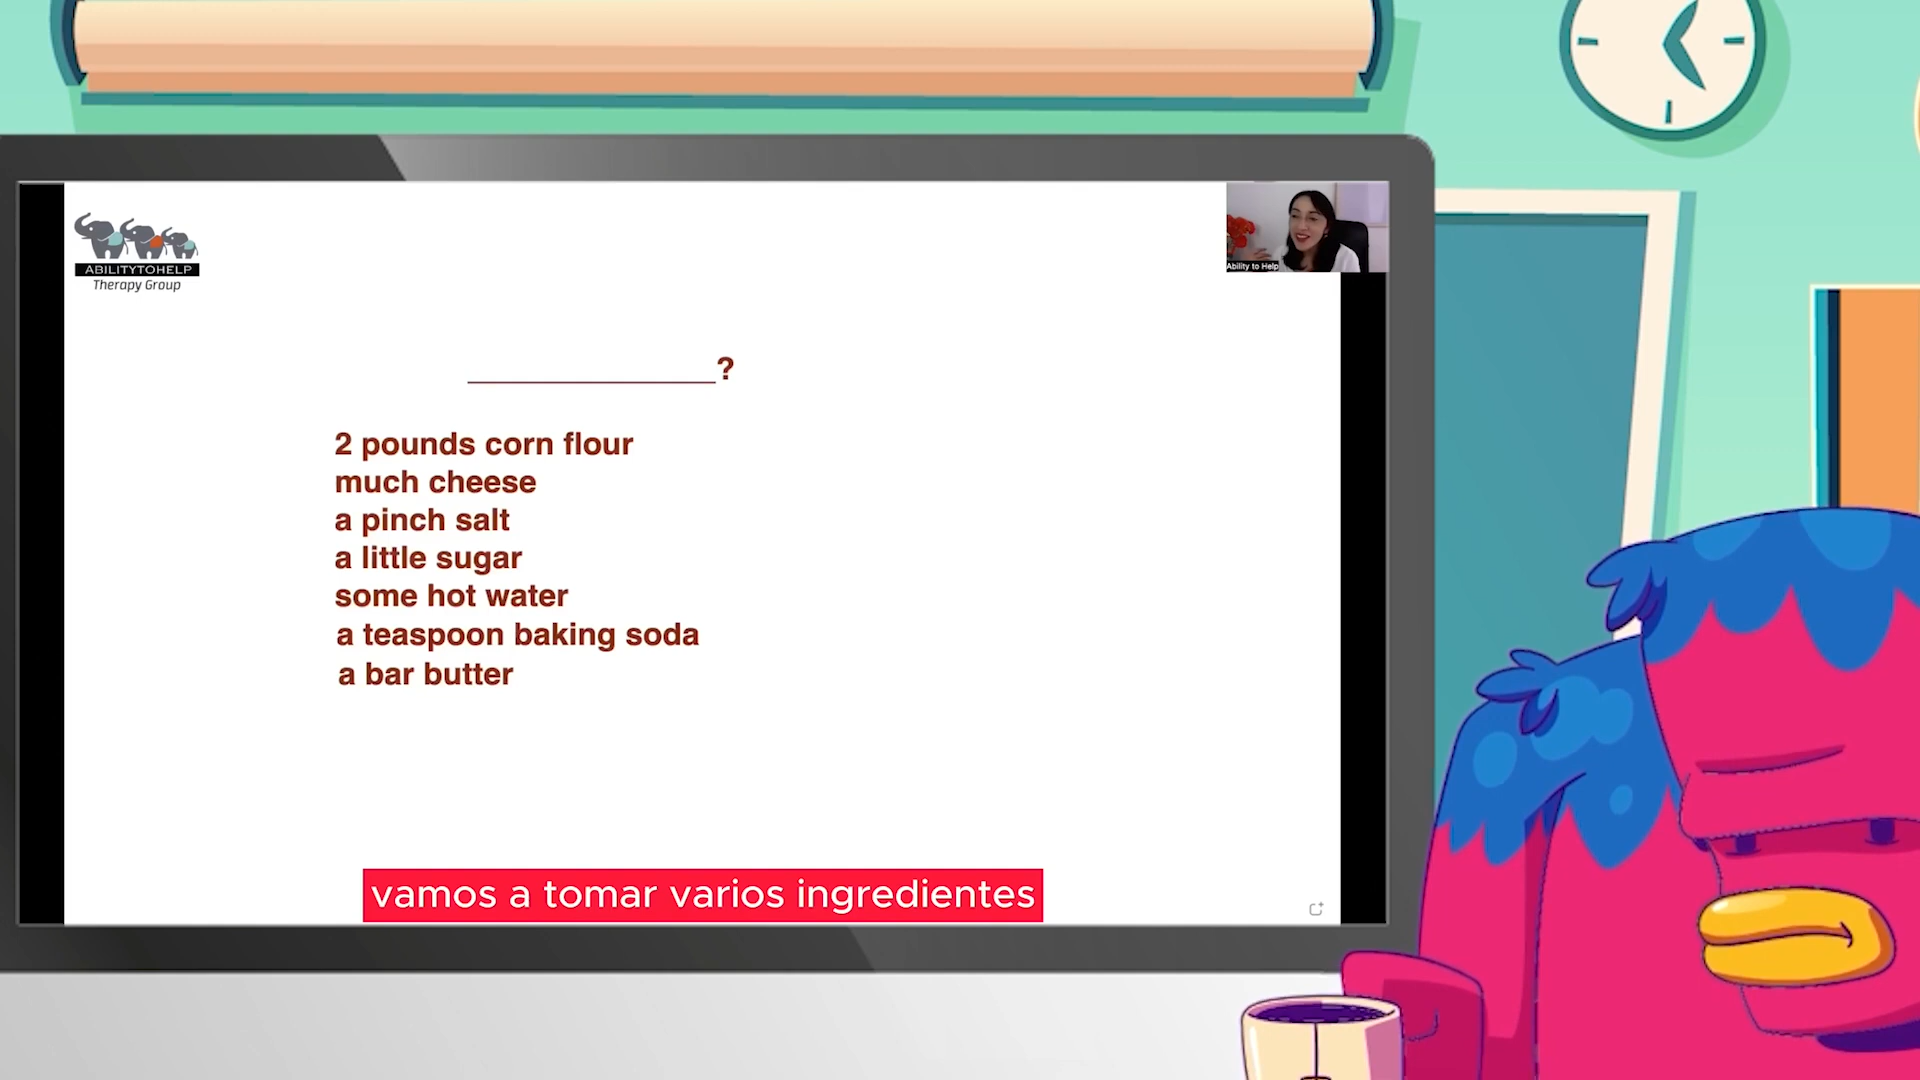 ABILITYTOHELP
Therapy Group
Ability to Help
_______________?
2 pounds corn flour
much cheese
a pinch salt
a little sugar
some hot water
a teaspoon baking soda
a bar butter
vamos a tomar varios ingredientes